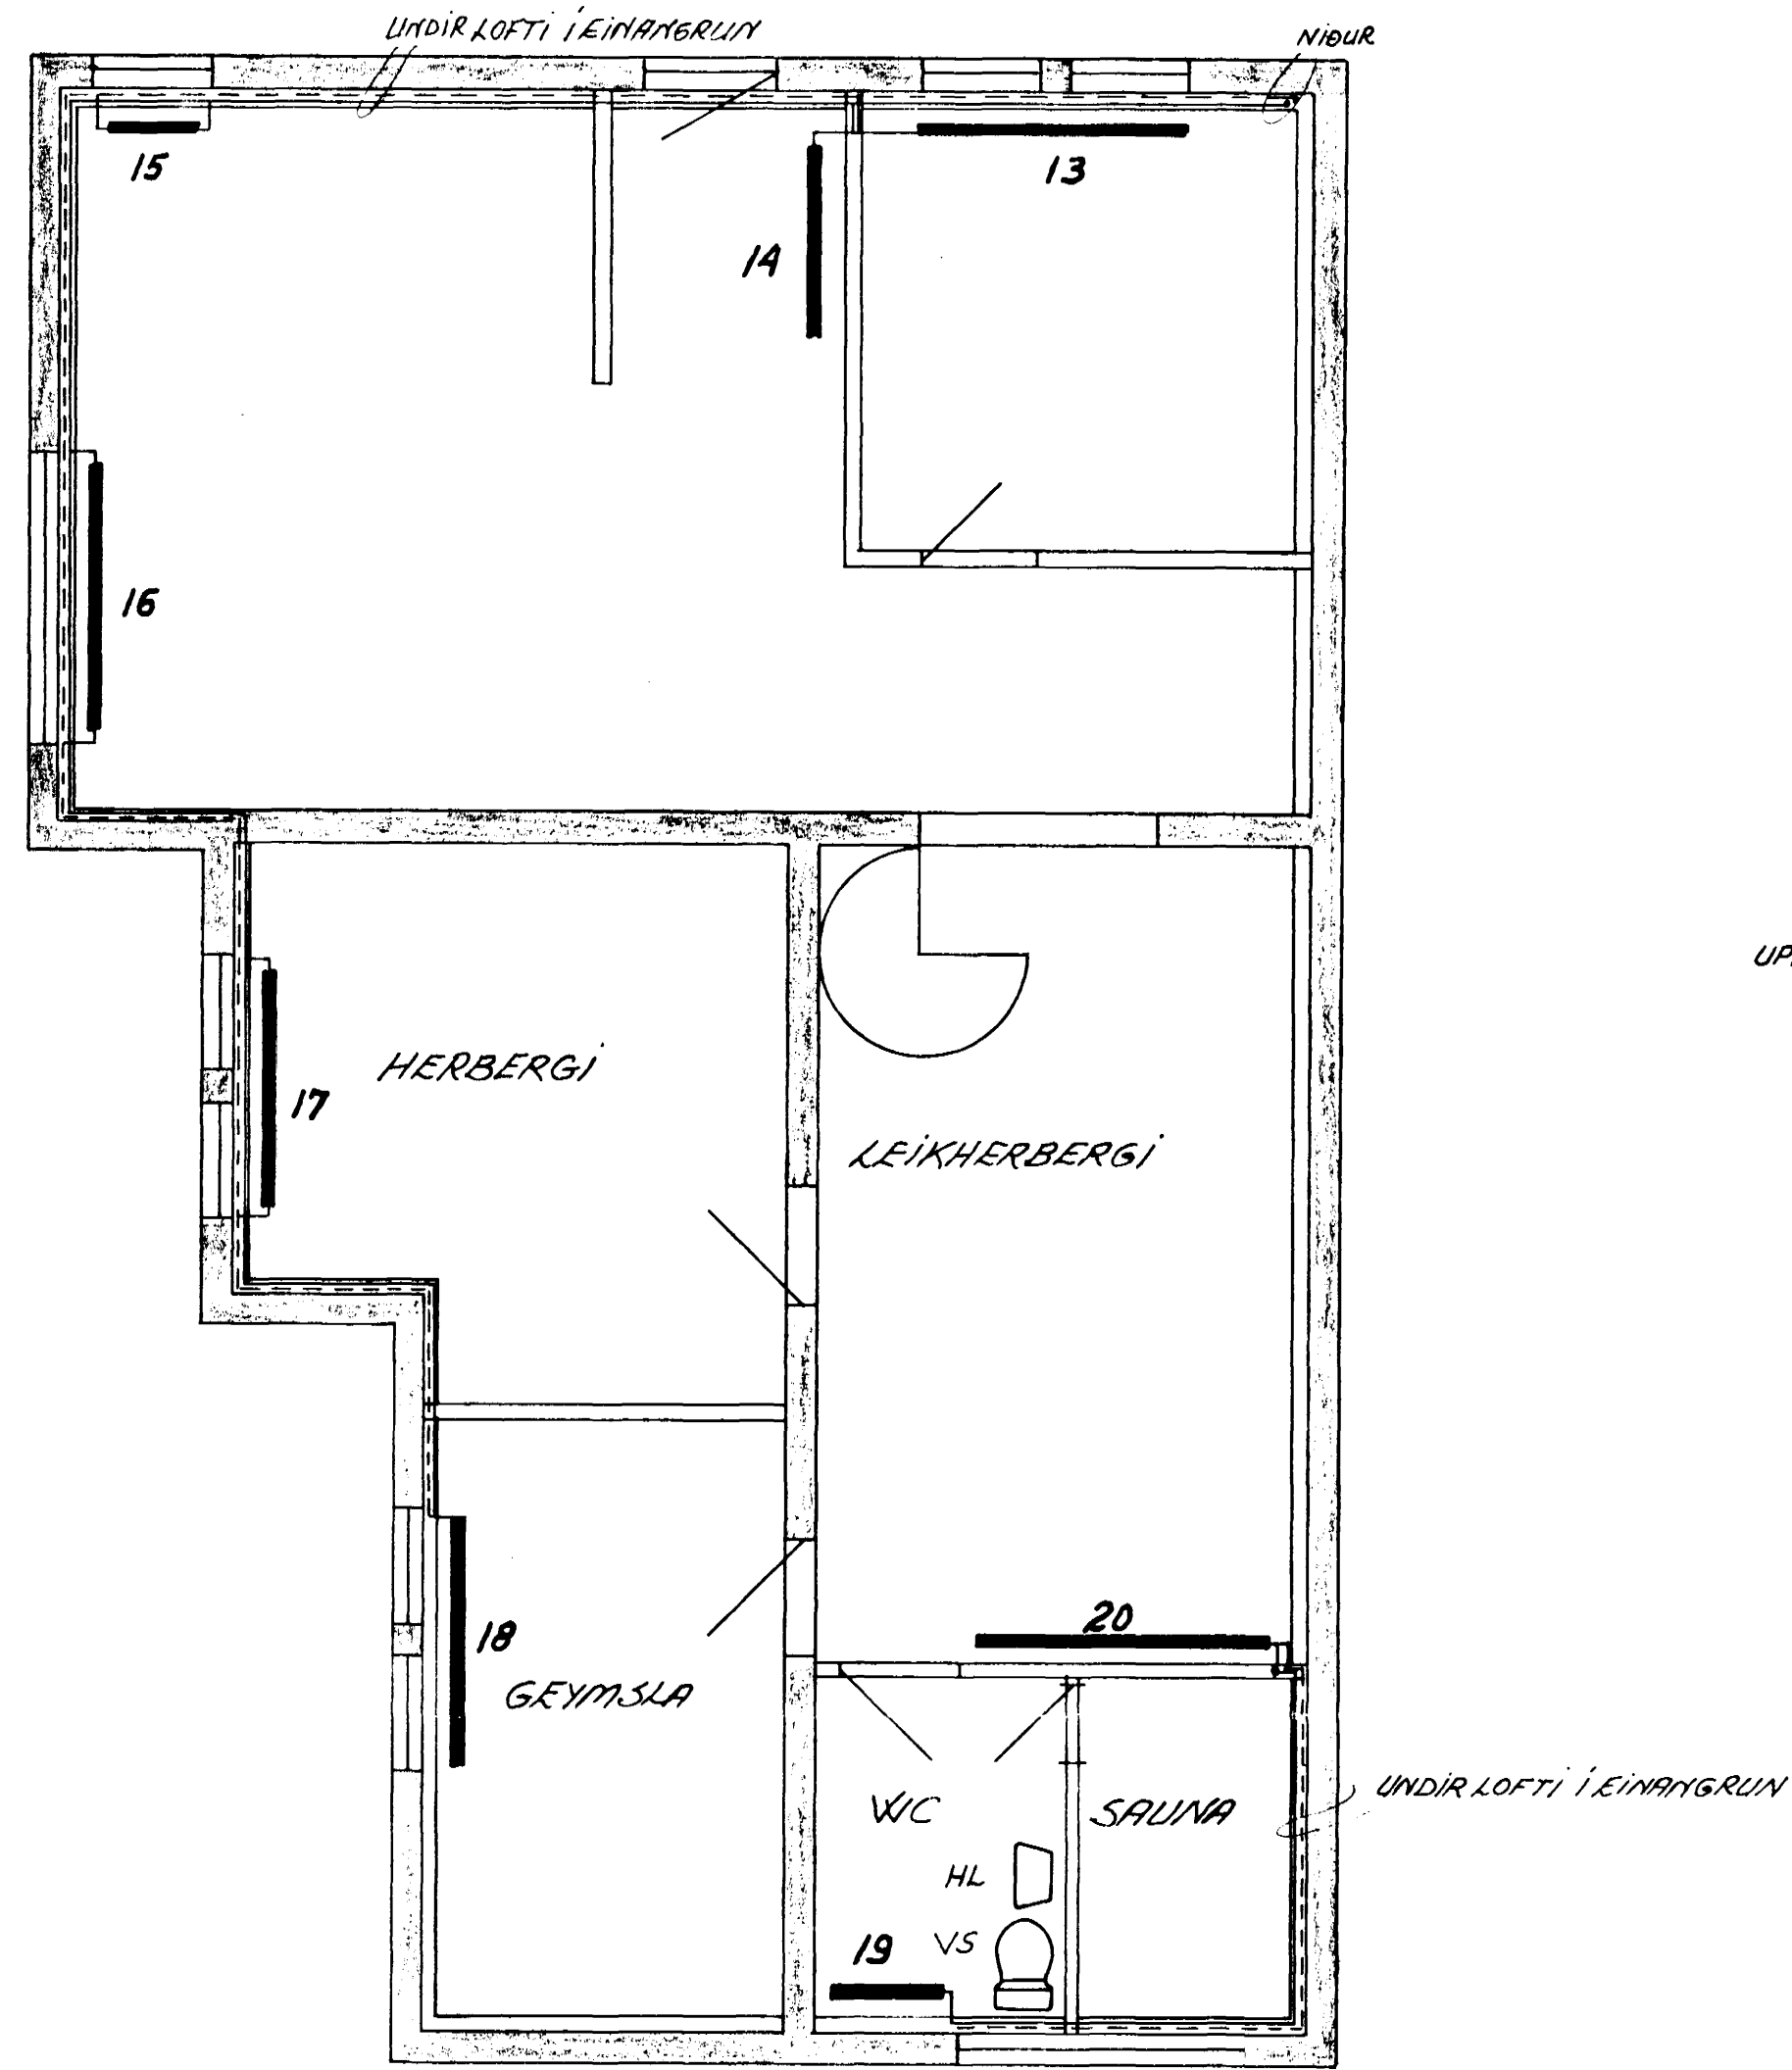 UNDIR LOFTI Í EINANGRUN
NIÐUR
15
13
14
16
HERBERGI
17
LEIKHERBERGI
20
18
GEYMSLA
UNDIR LOFTI Í EINANGRUN
WC
SAUNA
HL
VS
19